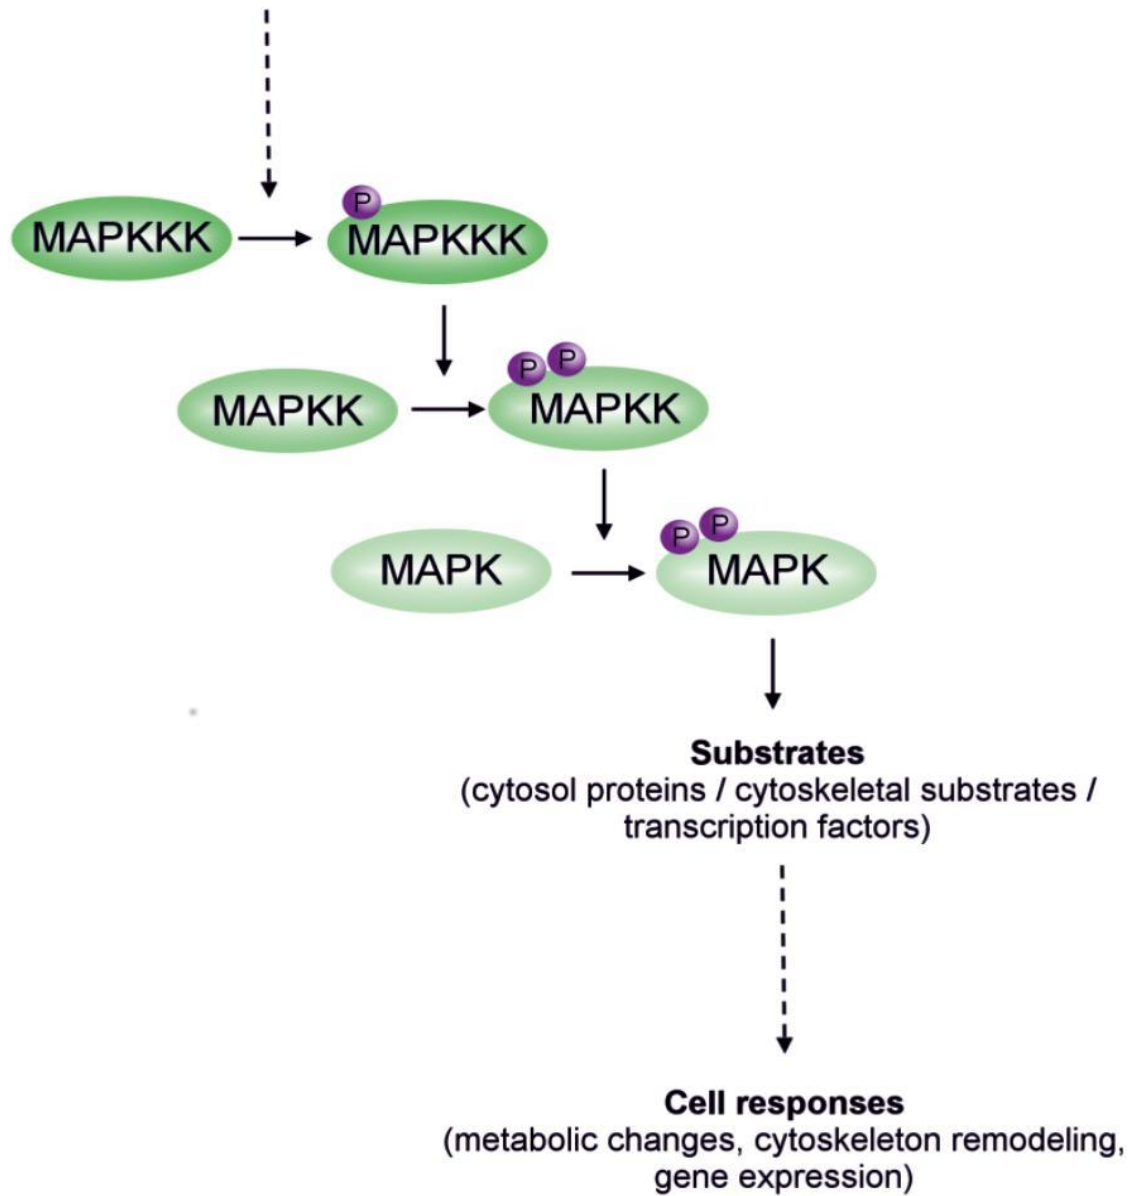 P
MAPKKK
MAPKKK
P P
MAPKK
MAPKK
P P
MAPK
MAPK
Substrates
(cytosol proteins / cytoskeletal substrates /
transcription factors)
Cell responses
(metabolic changes, cytoskeleton remodeling,
gene expression)